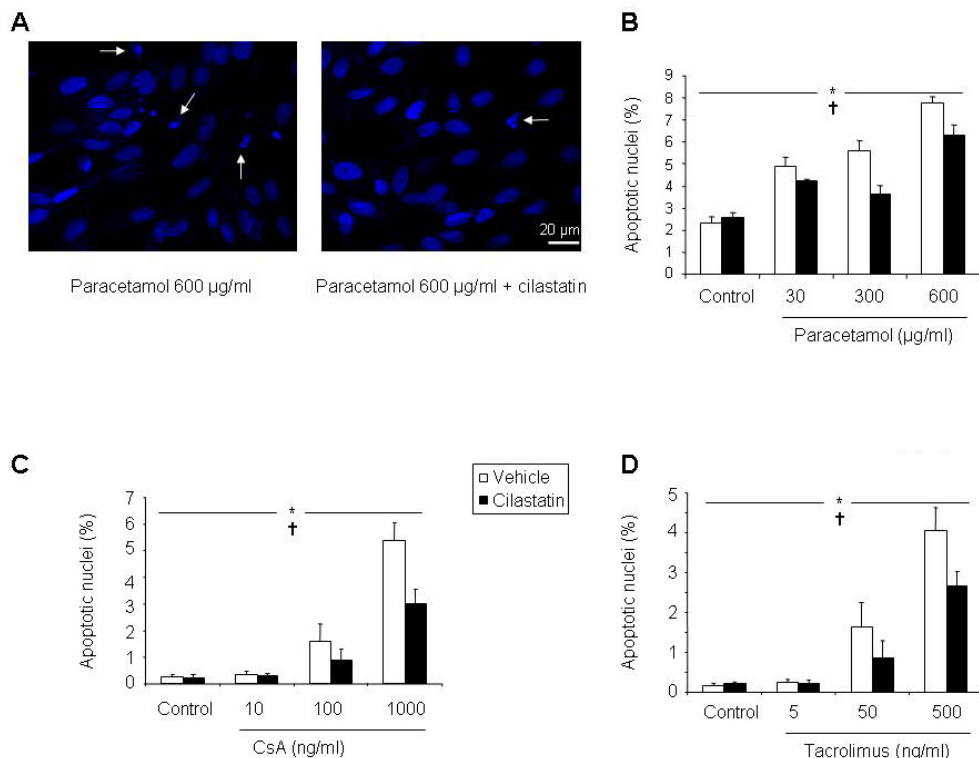 A
20 µm
Paracetamol 600 µg/ml
Paracetamol 600 µg/ml + cilastatin
B
Apoptotic nuclei (%)
9
8
7
6
5
4
3
2
1
0
*
†
Control 30 300 600
Paracetamol (µg/ml)
C
Vehicle
Cilastatin
Apoptotic nuclei (%)
7
6
5
4
3
2
1
0
*
†
Control 10 100 1000
CsA (ng/ml)
D
Apoptotic nuclei (%)
5
4
3
2
1
0
*
†
Control 5 50 500
Tacrolimus (ng/ml)